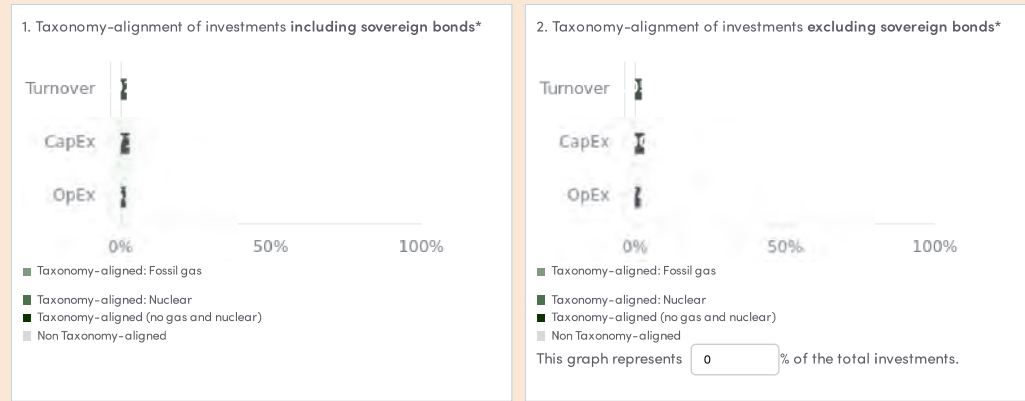 1. Taxonomy-alignment of investments including sovereign bonds*
Turnover
CapEx
OpEx
0%
50%
100%
Taxonomy-aligned: Fossil gas
Taxonomy-aligned: Nuclear
Taxonomy-aligned (no gas and nuclear)
Non Taxonomy-aligned
2. Taxonomy-alignment of investments excluding sovereign bonds*
Turnover
CapEx
OpEx
0%
50%
100%
Taxonomy-aligned: Fossil gas
Taxonomy-aligned: Nuclear
Taxonomy-aligned (no gas and nuclear)
Non Taxonomy-aligned
This graph represents 0 % of the total investments.